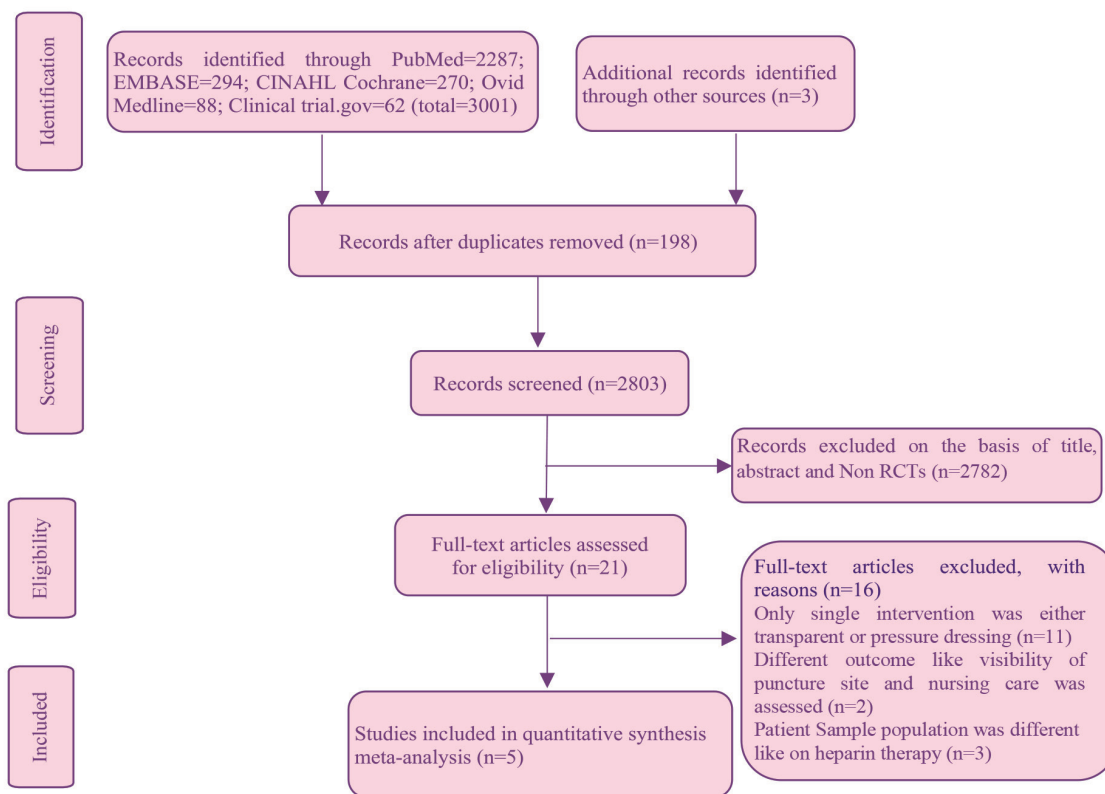 Identification
Records identified through PubMed=2287;
EMBASE=294; CINAHL Cochrane=270; Ovid
Medline=88; Clinical trial.gov=62 (total=3001)
Additional records identified
through other sources (n=3)
Records after duplicates removed (n=198)
Screening
Records screened (n=2803)
Records excluded on the basis of title,
abstract and Non RCTs (n=2782)
Eligibility
Full-text articles assessed
for eligibility (n=21)
Full-text articles excluded, with
reasons (n=16)
Only single intervention was either
transparent or pressure dressing (n=11)
Different outcome like visibility of
puncture site and nursing care was
assessed (n=2)
Patient Sample population was different
like on heparin therapy (n=3)
Included
Studies included in quantitative synthesis
meta-analysis (n=5)